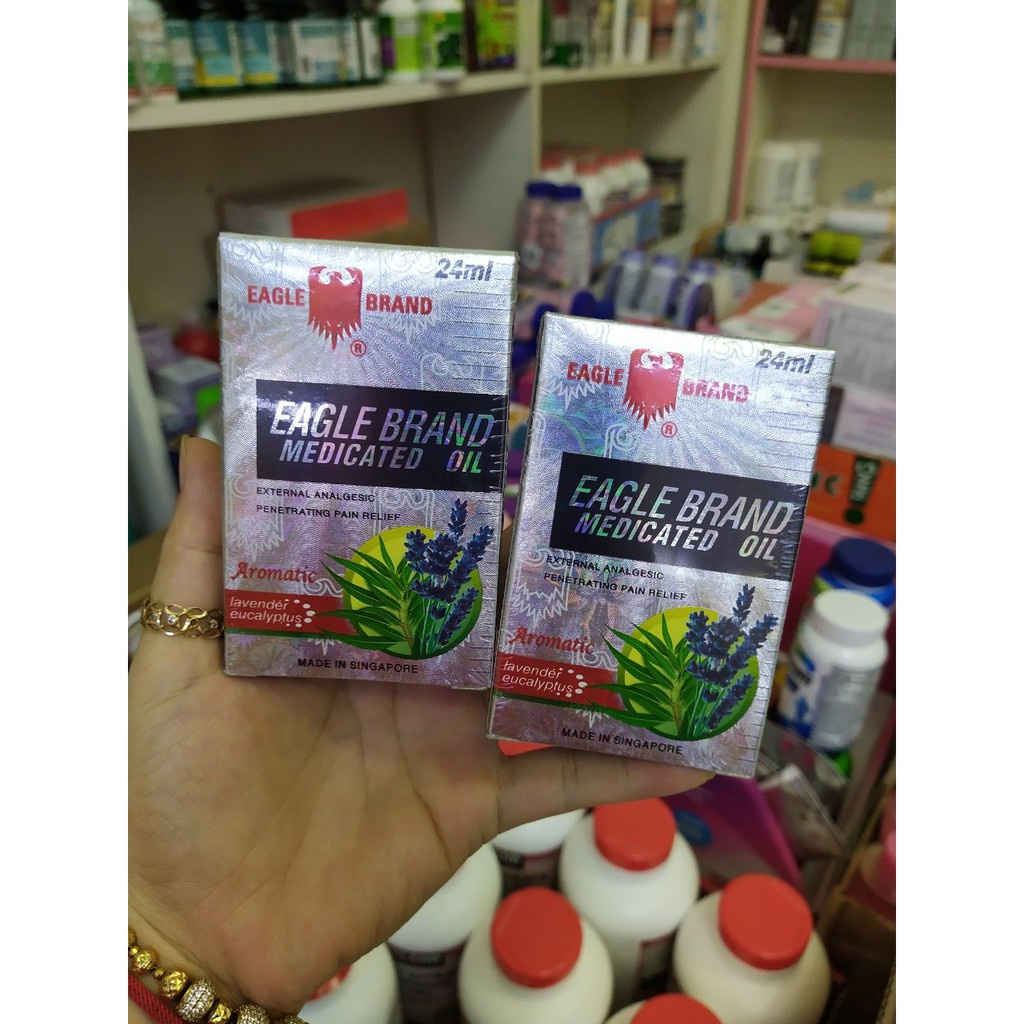 24ml
EAGLE BRAND
®
EAGLE BRAND
MEDICATED OIL
EXTERNAL ANALGESIC
PENETRATING PAIN RELIEF
Aromatic
lavender
eucalyptus
MADE IN SINGAPORE
24ml
EAGLE BRAND
®
EAGLE BRAND
MEDICATED OIL
EXTERNAL ANALGESIC
PENETRATING PAIN RELIEF
Aromatic
lavender
eucalyptus
MADE IN SINGAPORE